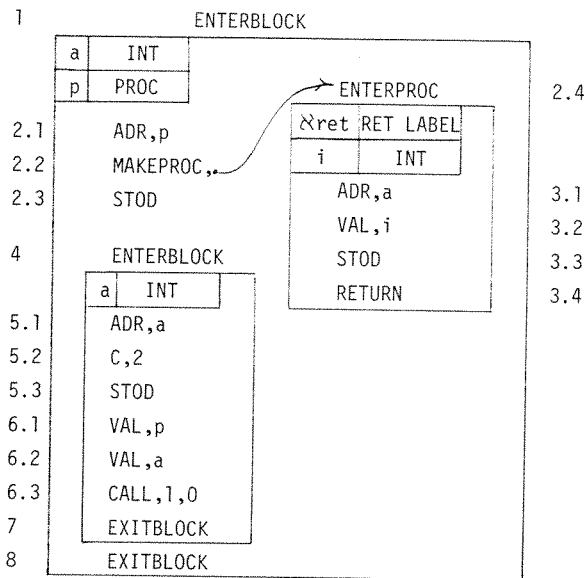 1 ENTERBLOCK
a INT
p PROC
ENTERPROC 2.4
ℵret RET LABEL
i INT
2.1 ADR,p
2.2 MAKEPROC,.
2.3 STOD
ADR,a 3.1
VAL,i 3.2
STOD 3.3
RETURN 3.4
4 ENTERBLOCK
a INT
5.1 ADR,a
5.2 C,2
5.3 STOD
6.1 VAL,p
6.2 VAL,a
6.3 CALL,1,0
7 EXITBLOCK
8 EXITBLOCK